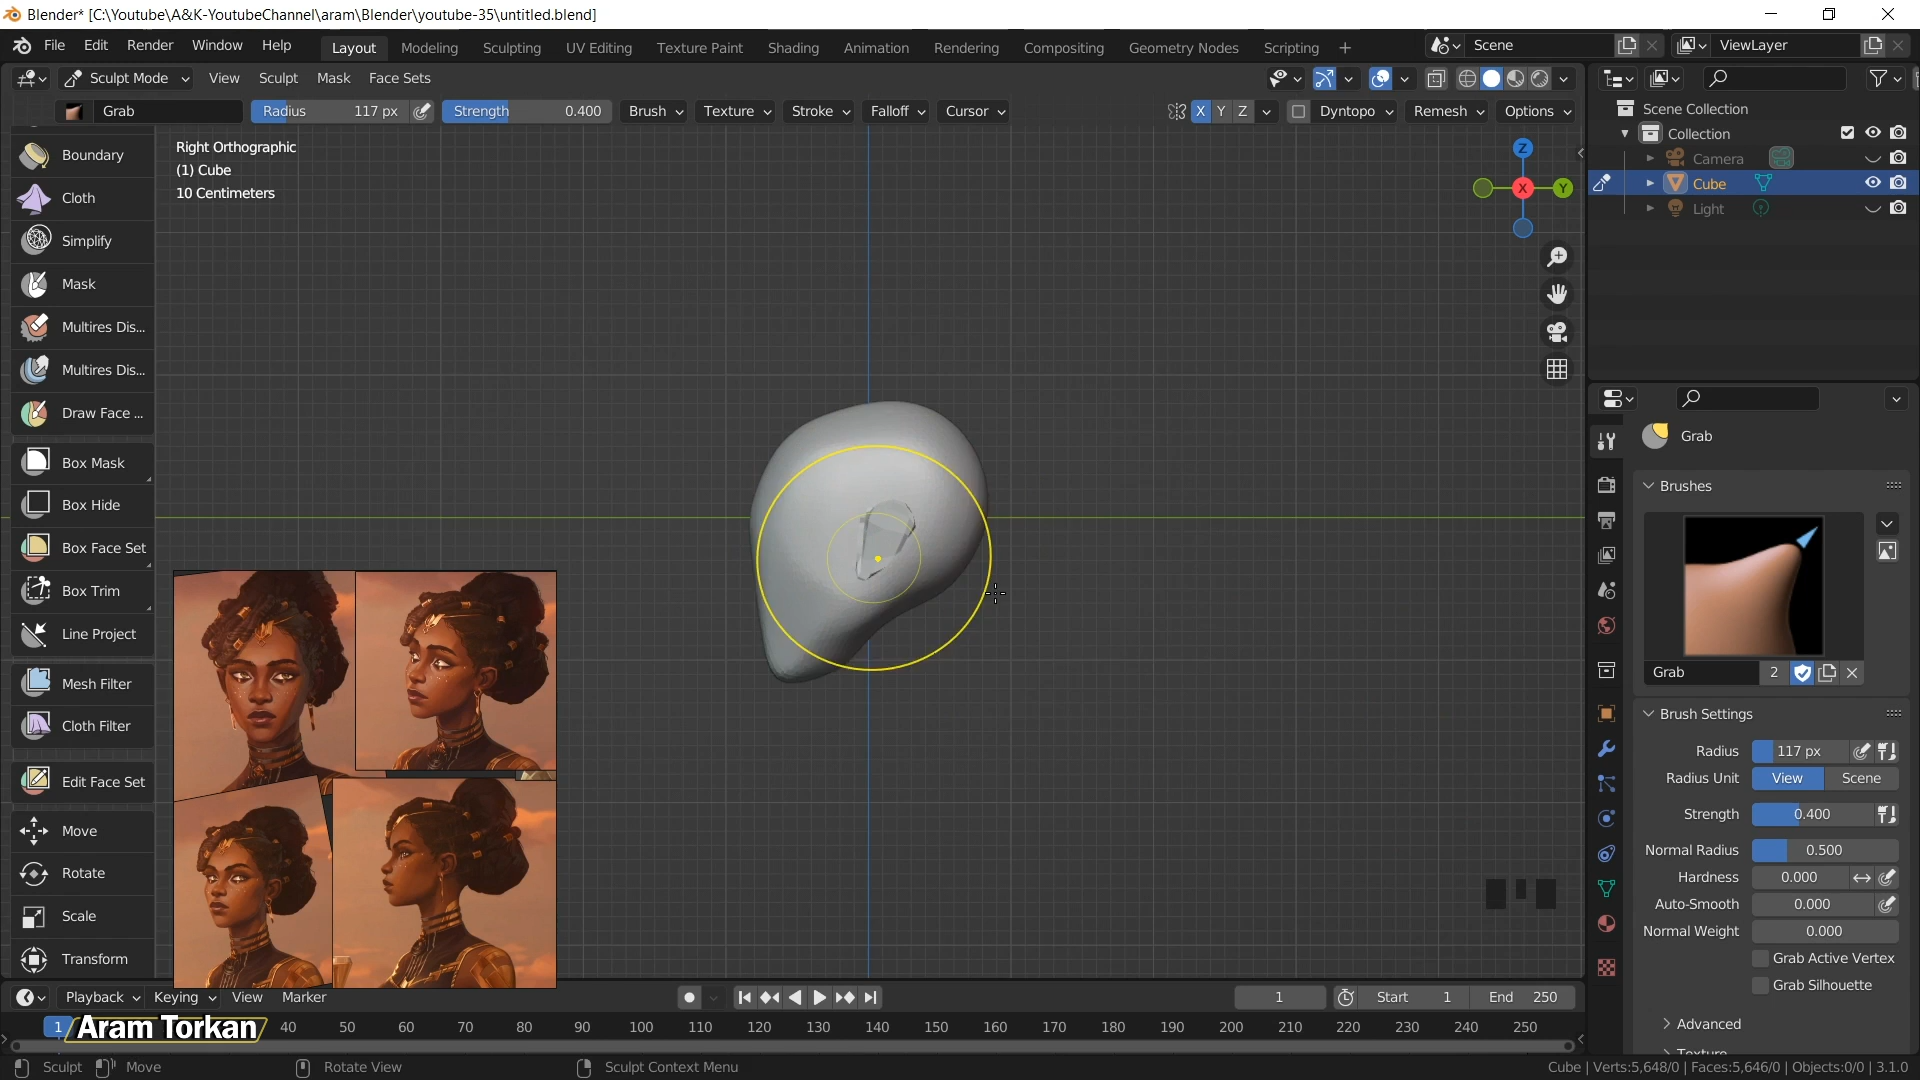 Blender* [C:\Youtube\A&K-YoutubeChannel\aram\Blender\youtube-35\untitled.blend]
File Edit Render Window Help Layout Modeling Sculpting UV Editing Texture Paint Shading Animation Rendering Compositing Geometry Nodes Scripting + Scene ViewLayer
Sculpt Mode View Sculpt Mask Face Sets
Grab Radius 117 px Strength 0.400 Brush Texture Stroke Falloff Cursor X Y Z Dyntopo Remesh Options
Right Orthographic
(1) Cube
10 Centimeters
Z
X
Y
Boundary
Cloth
Simplify
Mask
Multires Dis...
Multires Dis...
Draw Face ...
Box Mask
Box Hide
Box Face Set
Box Trim
Line Project
Mesh Filter
Cloth Filter
Edit Face Set
Move
Rotate
Scale
Transform
Scene Collection
Collection
Camera
Cube
Light
Grab
Brushes
Grab 2
Brush Settings
Radius 117 px
Radius Unit View Scene
Strength 0.400
Normal Radius 0.500
Hardness 0.000
Auto-Smooth 0.000
Normal Weight 0.000
Grab Active Vertex
Grab Silhouette
Advanced
Texture
Playback Keying View Marker 1 Start 1 End 250
1 Aram Torkan 40 50 60 70 80 90 100 110 120 130 140 150 160 170 180 190 200 210 220 230 240 250
Sculpt Move Rotate View Sculpt Context Menu Cube | Verts:5,648/0 | Faces:5,646/0 | Objects:0/0 | 3.1.0